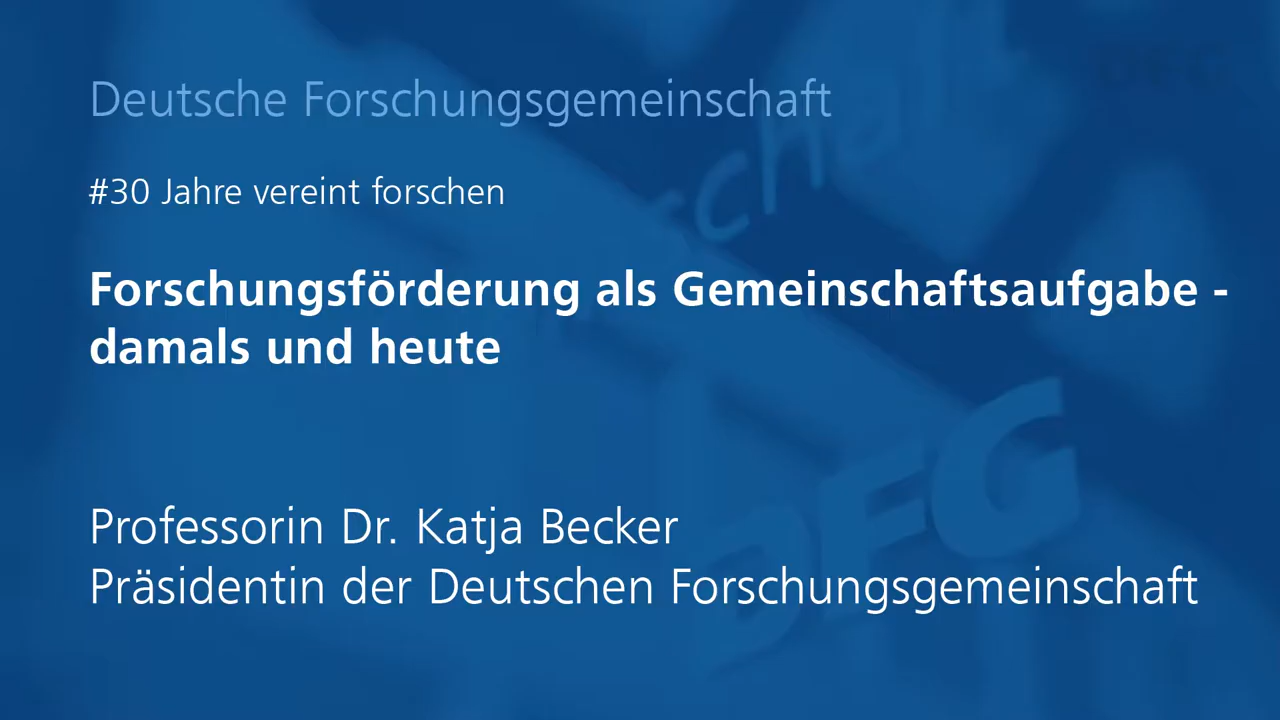 Deutsche Forschungsgemeinschaft
#30 Jahre vereint forschen
Forschungsförderung als Gemeinschaftsaufgabe -
damals und heute
Professorin Dr. Katja Becker
Präsidentin der Deutschen Forschungsgemeinschaft
DFG